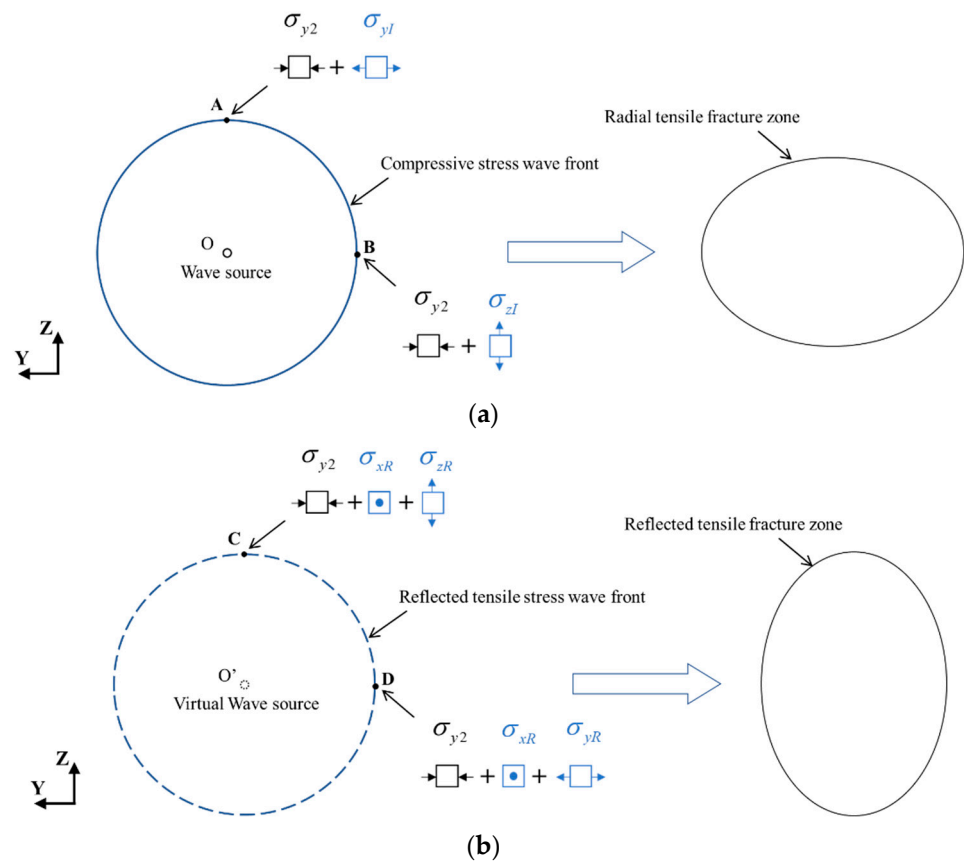 σy2 σyI
+
A
Radial tensile fracture zone
Compressive stress wave front
O
Wave source
B
σy2 σzI
+
Z
Y
(a)
σy2 σxR σzR
+ +
C
Reflected tensile fracture zone
Reflected tensile stress wave front
O’
Virtual Wave source
D
σy2 σxR σyR
+ +
Z
Y
(b)